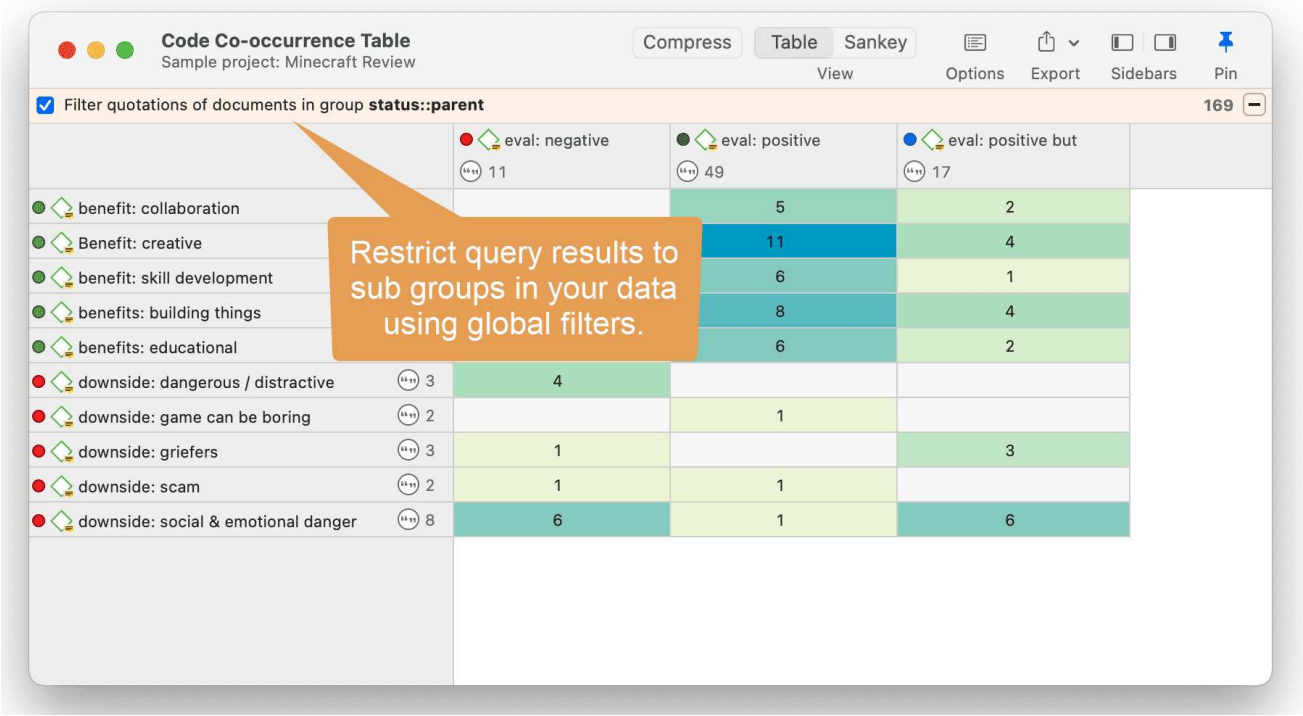 Code Co-occurrence Table
Sample project: Minecraft Review
Compress Table Sankey
View Options Export Sidebars Pin
Filter quotations of documents in group status::parent 169
eval: negative eval: positive eval: positive but
11 49 17
benefit: collaboration 5 2
Benefit: creative 11 4
benefit: skill development 6 1
benefits: building things 8 4
benefits: educational 6 2
Restrict query results to
sub groups in your data
using global filters.
downside: dangerous / distractive 3 4
downside: game can be boring 2 1
downside: griefers 3 1 3
downside: scam 2 1 1
downside: social & emotional danger 8 6 1 6